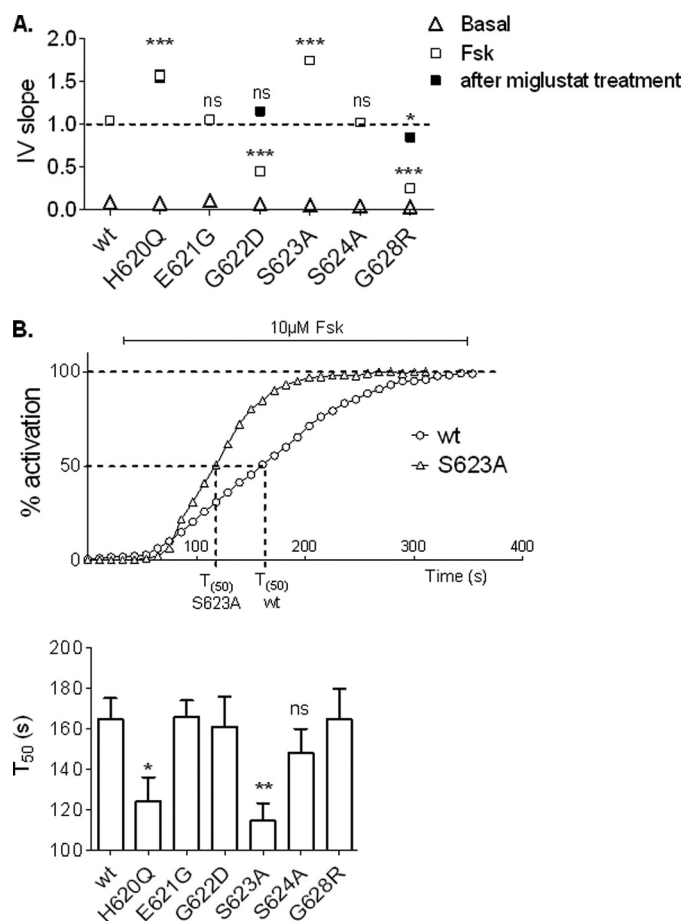 A.
Basal
Fsk
after miglustat treatment
IV slope
2.0
1.5
1.0
0.5
0.0
***
ns
ns
***
***
ns
*
***
wt
H620Q
E621G
G622D
S623A
S624A
G628R
B.
10µM Fsk
% activation
100
50
0
wt
S623A
100
200
300
400
Time (s)
T(50)
S623A
T(50)
wt
T50 (s)
200
180
160
140
120
100
*
**
ns
wt
H620Q
E621G
G622D
S623A
S624A
G628R